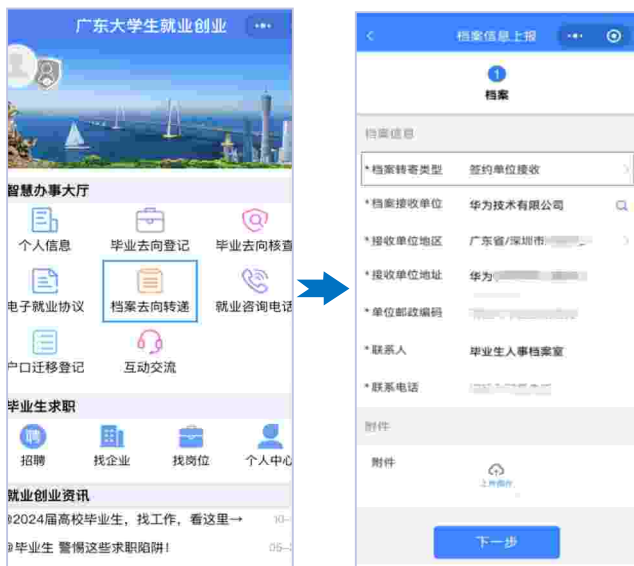 广东大学生就业创业
智慧办事大厅
个人信息
毕业去向登记
毕业去向核查
电子就业协议
档案去向转递
就业咨询电话
户口迁移登记
互动交流
毕业生求职
聘
招聘
找企业
找岗位
个人中心
就业创业资讯
2024届高校毕业生，找工作，看这里→
毕业生 警惕这些求职陷阱！
档案信息上报
1
档案
档案信息
*档案转寄类型 签约单位接收
*档案接收单位 华为技术有限公司
*接收单位地区 广东省/深圳市
*接收单位地址 华为
*单位邮政编码
*联系人 毕业生人事档案室
*联系电话
附件
附件
上传附件
下一步